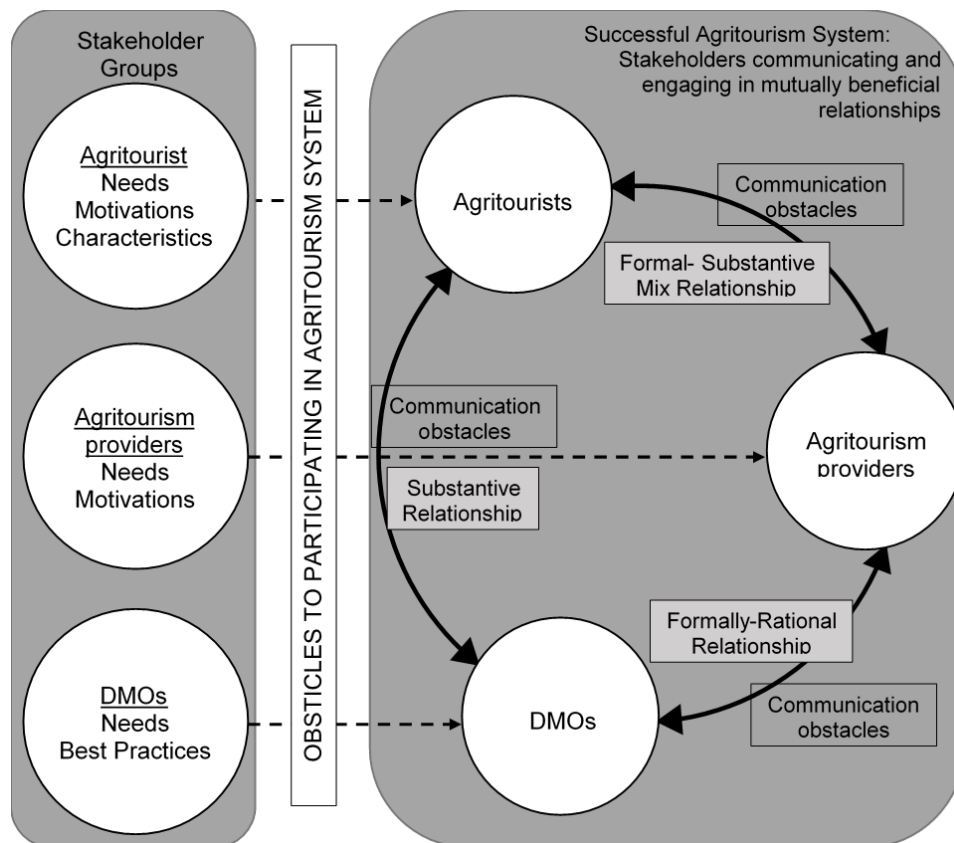 Stakeholder
Groups
Agritourist
Needs
Motivations
Characteristics
Agritourism
providers
Needs
Motivations
DMOs
Needs
Best Practices
OBSTICLES TO PARTICIPATING IN AGRITOURISM SYSTEM
Successful Agritourism System:
Stakeholders communicating and
engaging in mutually beneficial
relationships
Agritourists
Communication
obstacles
Formal- Substantive
Mix Relationship
Communication
obstacles
Substantive
Relationship
Agritourism
providers
Formally-Rational
Relationship
DMOs
Communication
obstacles